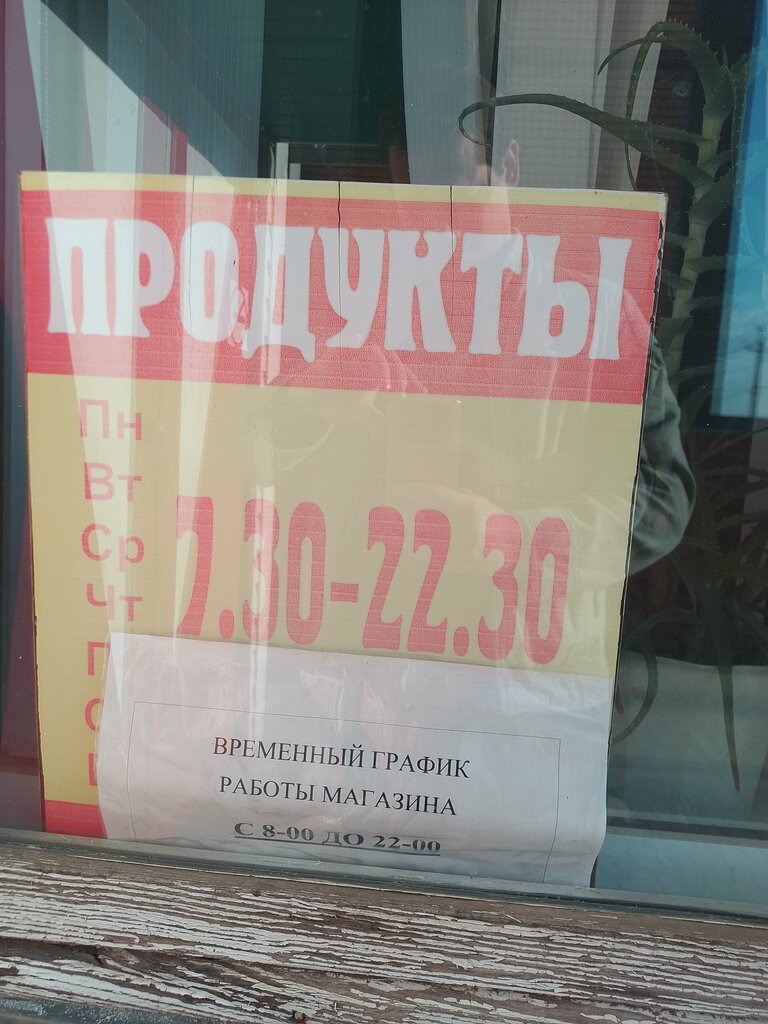 ПРОДУКТЫ
Пн
Вт
Ср
Чт
7.30-22.30
ВРЕМЕННЫЙ ГРАФИК
РАБОТЫ МАГАЗИНА
С 8-00 ДО 22-00